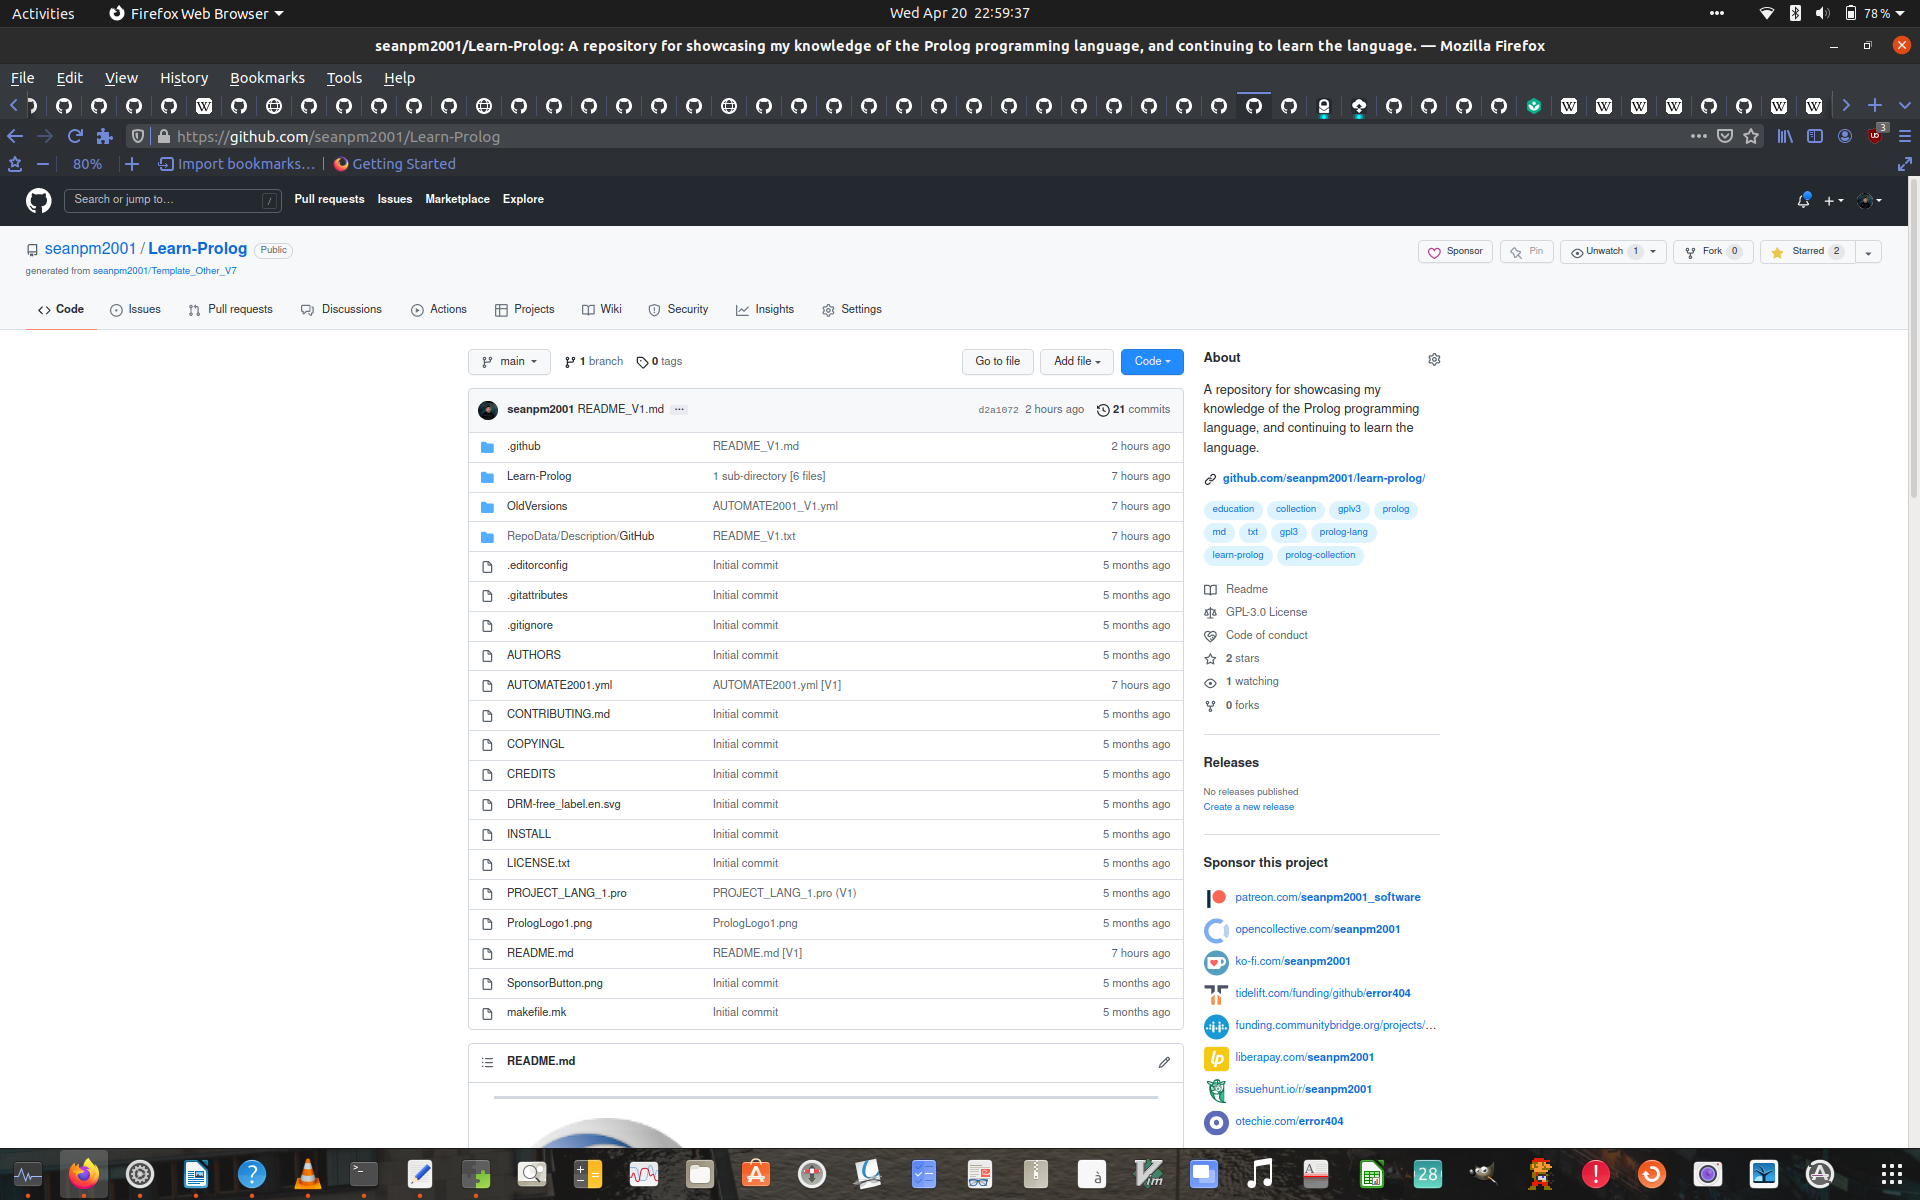 Activities Firefox Web Browser Wed Apr 20 22:59:37 78 %
seanpm2001/Learn-Prolog: A repository for showcasing my knowledge of the Prolog programming language, and continuing to learn the language. — Mozilla Firefox
File Edit View History Bookmarks Tools Help
https://github.com/seanpm2001/Learn-Prolog 3
80% Import bookmarks... Getting Started
Search or jump to... / Pull requests Issues Marketplace Explore
seanpm2001 / Learn-Prolog Public Sponsor Pin Unwatch 1 Fork 0 Starred 2
generated from seanpm2001/Template_Other_V7
Code Issues Pull requests Discussions Actions Projects Wiki Security Insights Settings
main 1 branch 0 tags Go to file Add file Code
seanpm2001 README_V1.md ... d2a1072 2 hours ago 21 commits
.github README_V1.md 2 hours ago
Learn-Prolog 1 sub-directory [6 files] 7 hours ago
OldVersions AUTOMATE2001_V1.yml 7 hours ago
RepoData/Description/GitHub README_V1.txt 7 hours ago
.editorconfig Initial commit 5 months ago
.gitattributes Initial commit 5 months ago
.gitignore Initial commit 5 months ago
AUTHORS Initial commit 5 months ago
AUTOMATE2001.yml AUTOMATE2001.yml [V1] 7 hours ago
CONTRIBUTING.md Initial commit 5 months ago
COPYINGL Initial commit 5 months ago
CREDITS Initial commit 5 months ago
DRM-free_label.en.svg Initial commit 5 months ago
INSTALL Initial commit 5 months ago
LICENSE.txt Initial commit 5 months ago
PROJECT_LANG_1.pro PROJECT_LANG_1.pro (V1) 5 months ago
PrologLogo1.png PrologLogo1.png 5 months ago
README.md README.md [V1] 7 hours ago
SponsorButton.png Initial commit 5 months ago
makefile.mk Initial commit 5 months ago
README.md
About
A repository for showcasing my
knowledge of the Prolog programming
language, and continuing to learn the
language.
github.com/seanpm2001/learn-prolog/
education collection gplv3 prolog
md txt gpl3 prolog-lang
learn-prolog prolog-collection
Readme
GPL-3.0 License
Code of conduct
2 stars
1 watching
0 forks
Releases
No releases published
Create a new release
Sponsor this project
patreon.com/seanpm2001_software
opencollective.com/seanpm2001
ko-fi.com/seanpm2001
tidelift.com/funding/github/error404
funding.communitybridge.org/projects/...
liberapay.com/seanpm2001
issuehunt.io/r/seanpm2001
otechie.com/error404
28